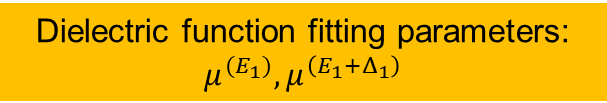 Dielectric function fitting parameters:
μ^(E₁), μ^(E₁+Δ₁)